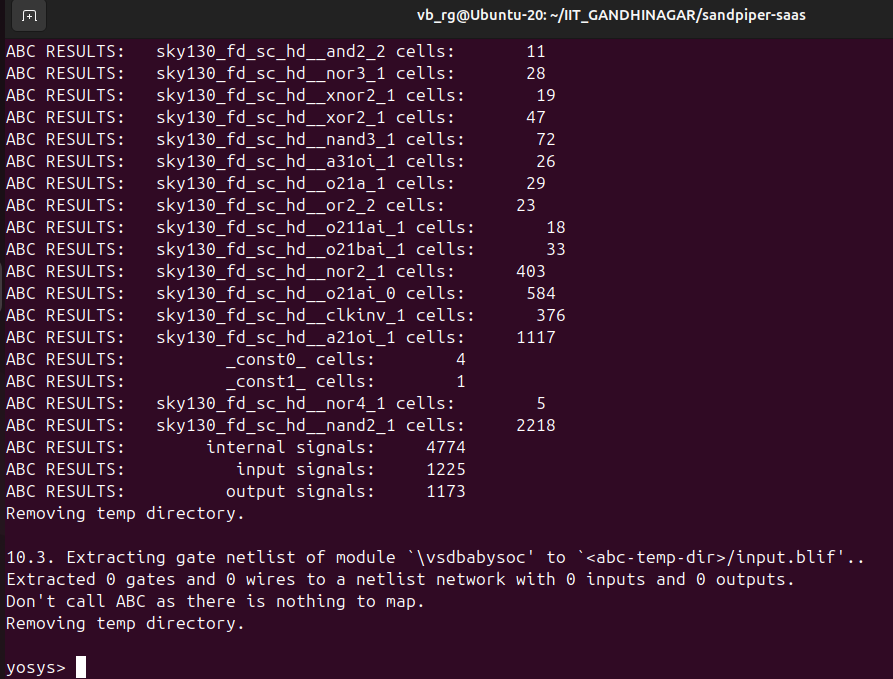 vb_rg@Ubuntu-20: ~/IIT_GANDHINAGAR/sandpiper-saas
ABC RESULTS:   sky130_fd_sc_hd__and2_2 cells:       11
ABC RESULTS:   sky130_fd_sc_hd__nor3_1 cells:       28
ABC RESULTS:   sky130_fd_sc_hd__xnor2_1 cells:       19
ABC RESULTS:   sky130_fd_sc_hd__xor2_1 cells:       47
ABC RESULTS:   sky130_fd_sc_hd__nand3_1 cells:       72
ABC RESULTS:   sky130_fd_sc_hd__a31oi_1 cells:       26
ABC RESULTS:   sky130_fd_sc_hd__o21a_1 cells:       29
ABC RESULTS:   sky130_fd_sc_hd__or2_2 cells:       23
ABC RESULTS:   sky130_fd_sc_hd__o211ai_1 cells:       18
ABC RESULTS:   sky130_fd_sc_hd__o21bai_1 cells:       33
ABC RESULTS:   sky130_fd_sc_hd__nor2_1 cells:      403
ABC RESULTS:   sky130_fd_sc_hd__o21ai_0 cells:      584
ABC RESULTS:   sky130_fd_sc_hd__clkinv_1 cells:      376
ABC RESULTS:   sky130_fd_sc_hd__a21oi_1 cells:     1117
ABC RESULTS:          _const0_ cells:        4
ABC RESULTS:          _const1_ cells:        1
ABC RESULTS:   sky130_fd_sc_hd__nor4_1 cells:        5
ABC RESULTS:   sky130_fd_sc_hd__nand2_1 cells:     2218
ABC RESULTS:        internal signals:     4774
ABC RESULTS:           input signals:     1225
ABC RESULTS:          output signals:     1173
Removing temp directory.
10.3. Extracting gate netlist of module `\vsdbabysoc' to `<abc-temp-dir>/input.blif'..
Extracted 0 gates and 0 wires to a netlist network with 0 inputs and 0 outputs.
Don't call ABC as there is nothing to map.
Removing temp directory.
yosys>